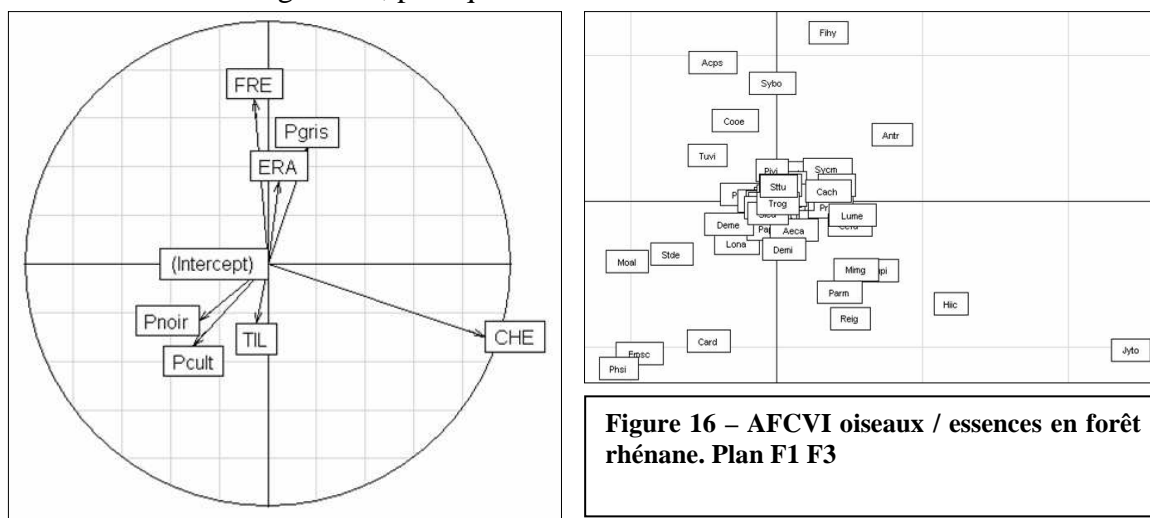 FRE
Pgris
ERA
(Intercept)
Pnoir
Pcult
TIL
CHE
Fihy
Acps
Sybo
Cooe
Antr
Tuvi
Sycm
Sttu
Cach
Trog
Lume
Deme
Aeca
Lona
Demi
Stde
Moal
Mimg
Parm
Hiic
Reig
Card
Jyto
Phsi
Figure 16 – AFCVI oiseaux / essences en forêt
rhénane. Plan F1 F3